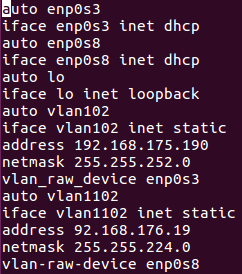 auto enp0s3
iface enp0s3 inet dhcp
auto enp0s8
iface enp0s8 inet dhcp
auto lo
iface lo inet loopback
auto vlan102
iface vlan102 inet static
address 192.168.175.190
netmask 255.255.252.0
vlan_raw_device enp0s3
auto vlan1102
iface vlan1102 inet static
address 92.168.176.19
netmask 255.255.224.0
vlan-raw-device enp0s8